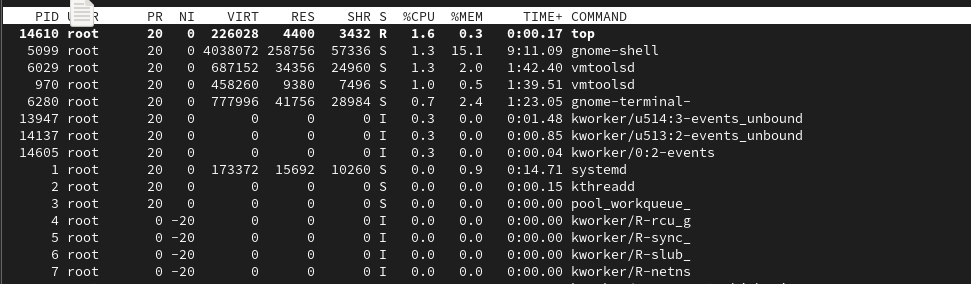 PID R PR NI VIRT RES SHR S %CPU %MEM TIME+ COMMAND
14610 root 20 0 226028 4400 3432 R 1.6 0.3 0:00.17 top
5099 root 20 0 4038072 258756 57336 S 1.3 15.1 9:11.09 gnome-shell
6029 root 20 0 687152 34356 24960 S 1.3 2.0 1:42.40 vmtoolsd
970 root 20 0 458260 9380 7496 S 1.0 0.5 1:39.51 vmtoolsd
6280 root 20 0 777996 41756 28984 S 0.7 2.4 1:23.05 gnome-terminal-
13947 root 20 0 0 0 0 I 0.3 0.0 0:01.48 kworker/u514:3-events_unbound
14137 root 20 0 0 0 0 I 0.3 0.0 0:00.85 kworker/u513:2-events_unbound
14605 root 20 0 0 0 0 I 0.3 0.0 0:00.04 kworker/0:2-events
1 root 20 0 173372 15692 10260 S 0.0 0.9 0:14.71 systemd
2 root 20 0 0 0 0 S 0.0 0.0 0:00.15 kthreadd
3 root 20 0 0 0 0 S 0.0 0.0 0:00.00 pool_workqueue_
4 root 0 -20 0 0 0 I 0.0 0.0 0:00.00 kworker/R-rcu_g
5 root 0 -20 0 0 0 I 0.0 0.0 0:00.00 kworker/R-sync_
6 root 0 -20 0 0 0 I 0.0 0.0 0:00.00 kworker/R-slub_
7 root 0 -20 0 0 0 I 0.0 0.0 0:00.00 kworker/R-netns